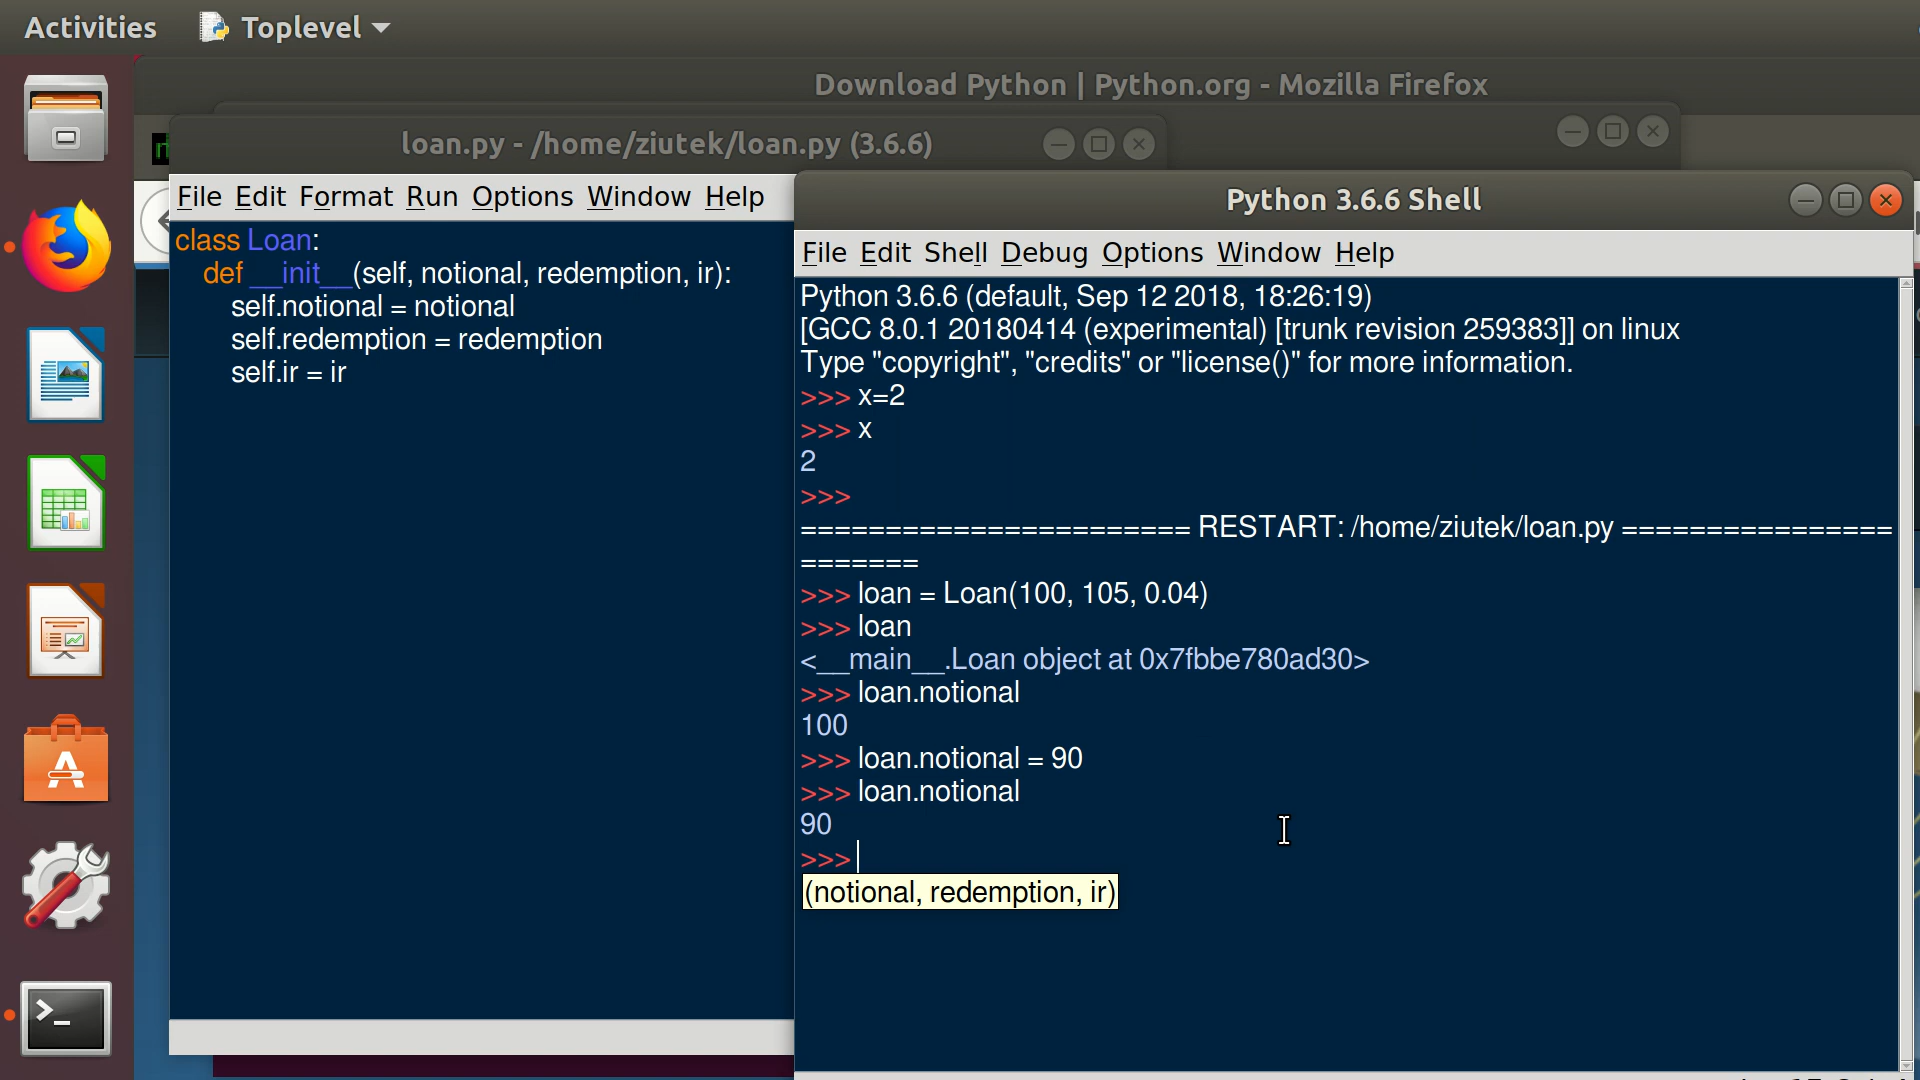 Activities
Toplevel
Download Python | Python.org - Mozilla Firefox
loan.py - /home/ziutek/loan.py (3.6.6)
File Edit Format Run Options Window Help
class Loan:
    def __init__(self, notional, redemption, ir):
        self.notional = notional
        self.redemption = redemption
        self.ir = ir
Python 3.6.6 Shell
File Edit Shell Debug Options Window Help
Python 3.6.6 (default, Sep 12 2018, 18:26:19)
[GCC 8.0.1 20180414 (experimental) [trunk revision 259383]] on linux
Type "copyright", "credits" or "license()" for more information.
>>> x=2
>>> x
2
>>>
======================= RESTART: /home/ziutek/loan.py ================
=======
>>> loan = Loan(100, 105, 0.04)
>>> loan
<__main__.Loan object at 0x7fbbe780ad30>
>>> loan.notional
100
>>> loan.notional = 90
>>> loan.notional
90
>>>
(notional, redemption, ir)